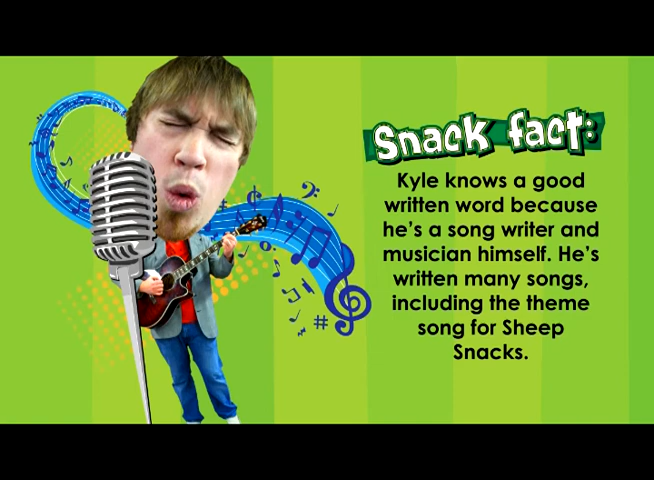 Snack fact:
Kyle knows a good
written word because
he's a song writer and
musician himself. He's
written many songs,
including the theme
song for Sheep
Snacks.